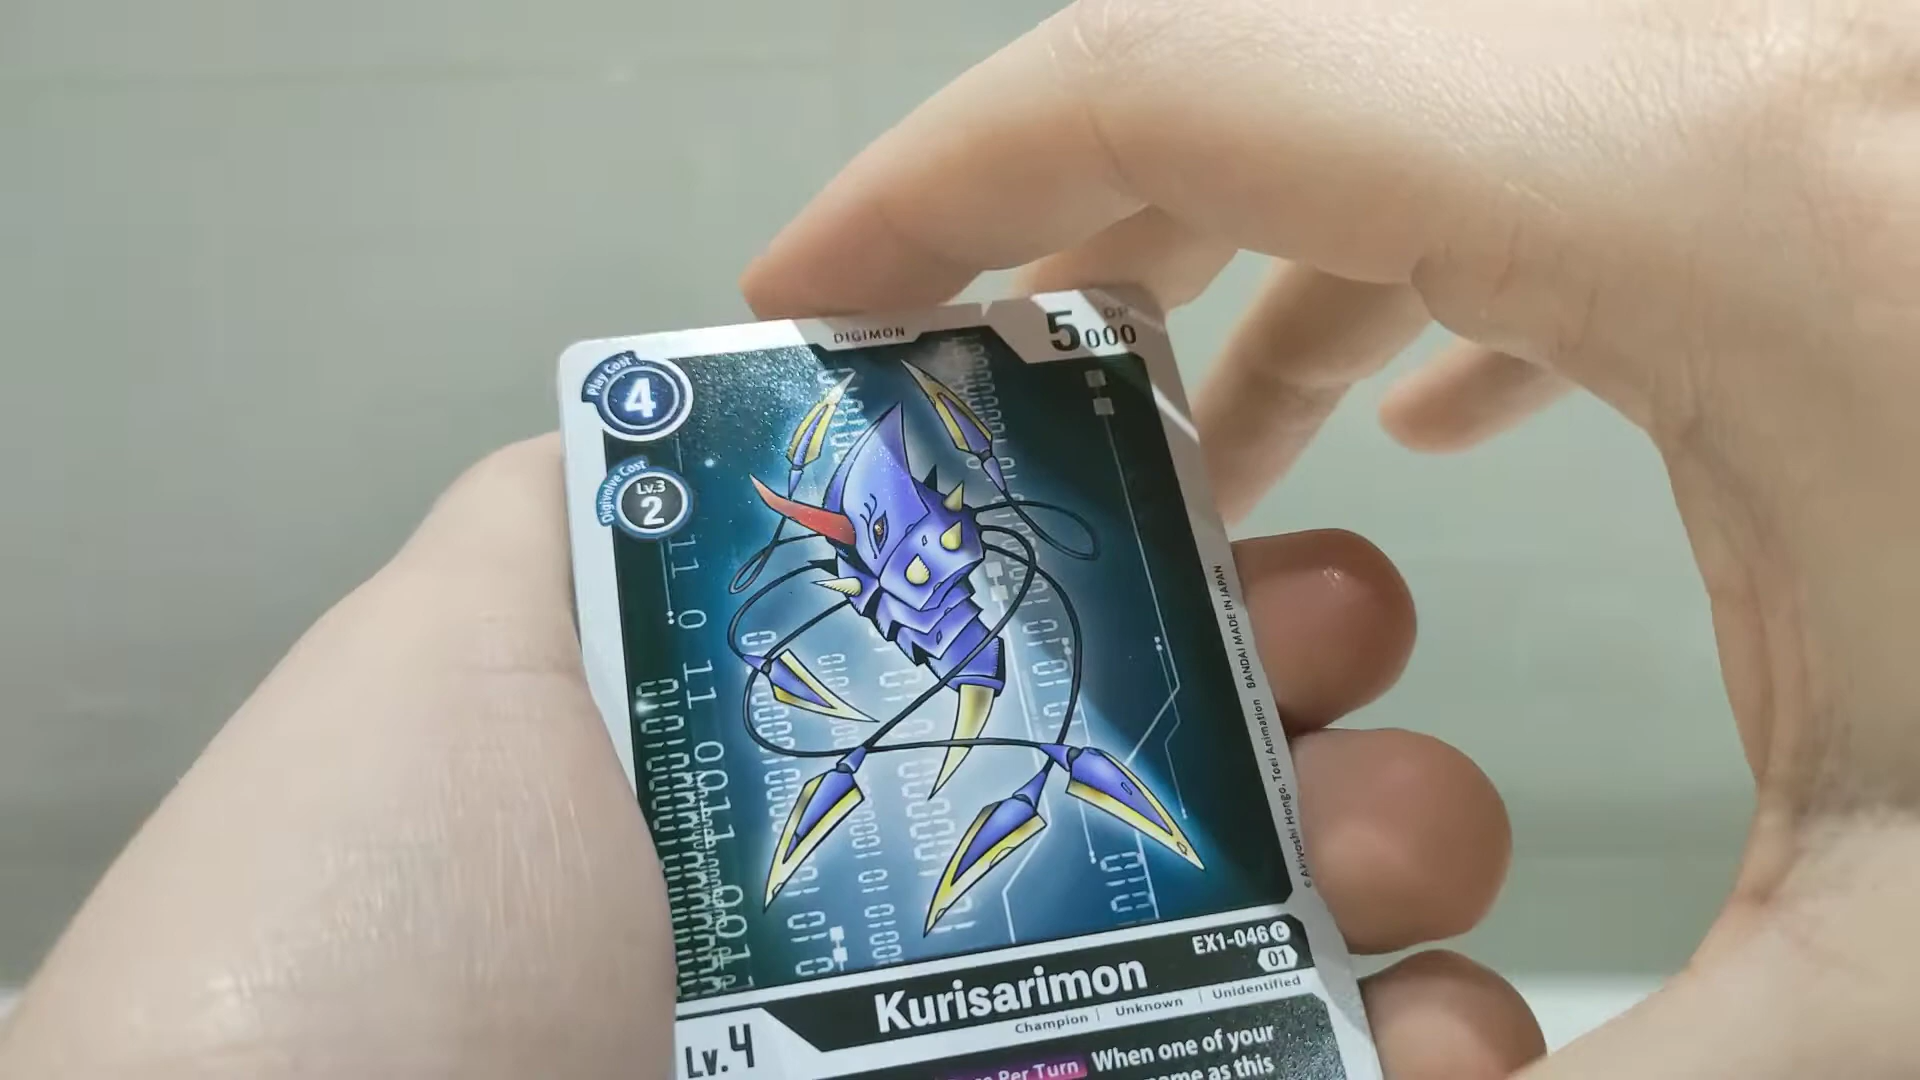 DIGIMON
DP
5000
Play Cost
4
Digivolve Cost
Lv.3
2
©Akiyoshi Hongo, Toei Animation BANDAI MADE IN JAPAN
EX1-046 C
01
Kurisarimon
Champion | Unknown | Unidentified
Lv.4
Per Turn When one of your
as this